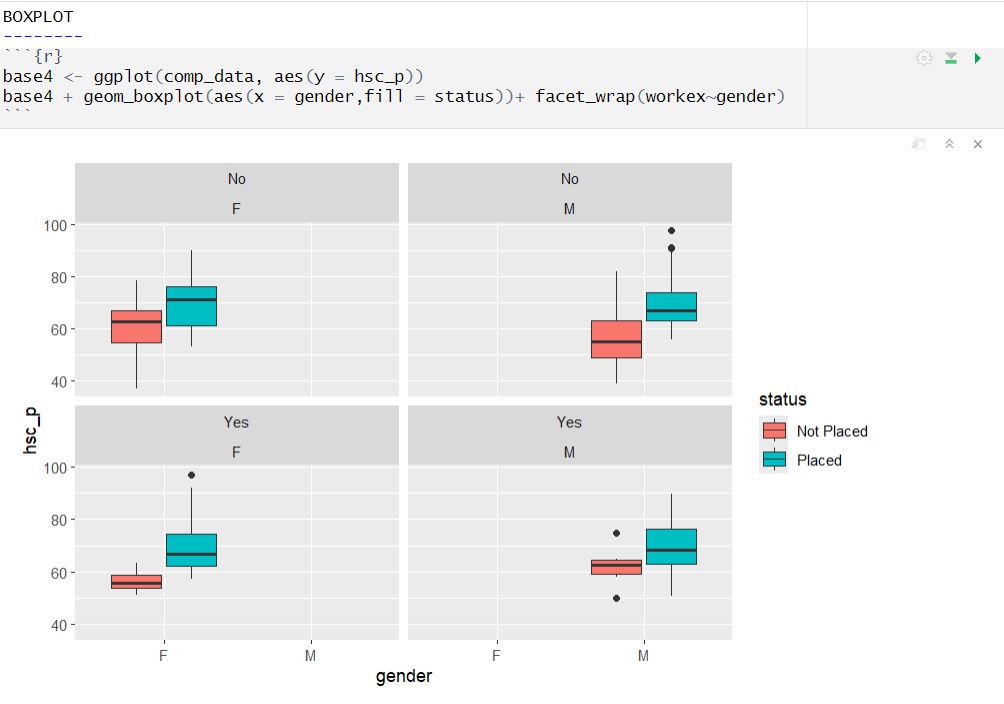 BOXPLOT
--------
```{r}
base4 <- ggplot(comp_data, aes(y = hsc_p))
base4 + geom_boxplot(aes(x = gender,fill = status))+ facet_wrap(workex~gender)
```
No
F
No
M
100
80
60
40
Yes
F
Yes
M
100
80
60
40
hsc_p
F
M
F
M
gender
status
Not Placed
Placed